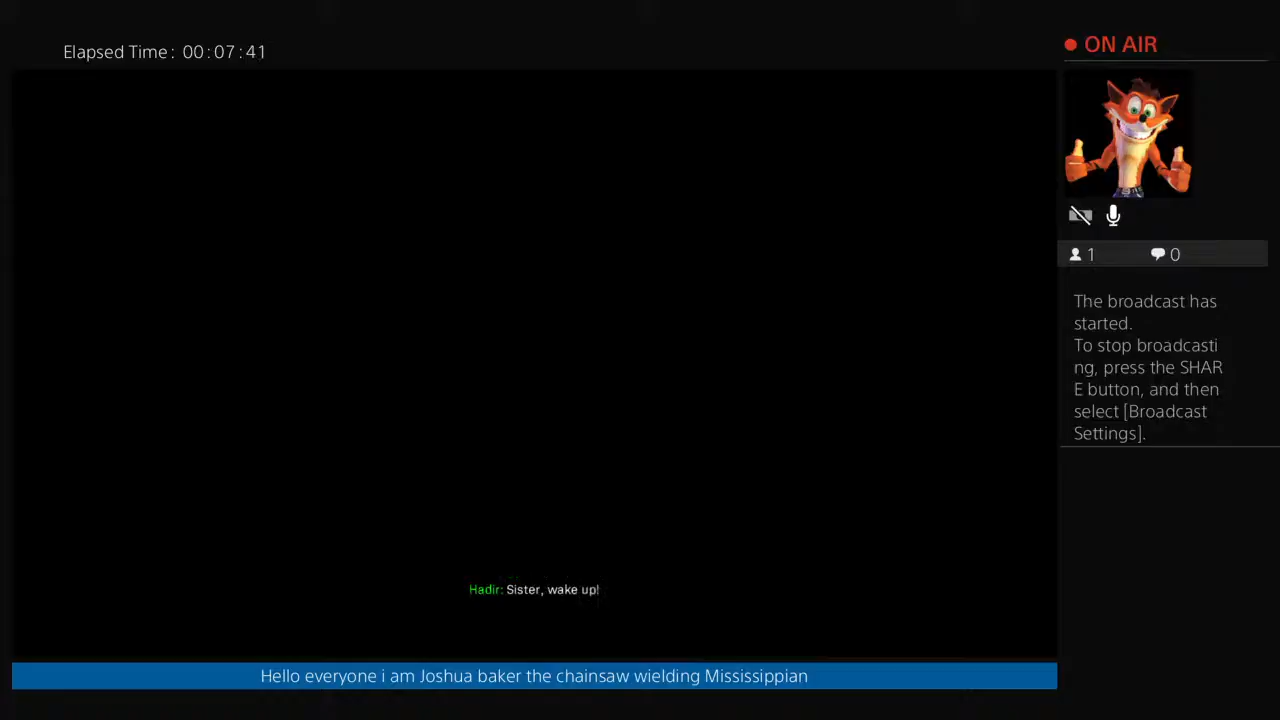 Elapsed Time: 00:07:41
ON AIR
1
0
The broadcast has
started.
To stop broadcasti
ng, press the SHAR
E button, and then
select [Broadcast
Settings].
Hadir: Sister, wake up!
Hello everyone i am Joshua baker the chainsaw wielding Mississippian